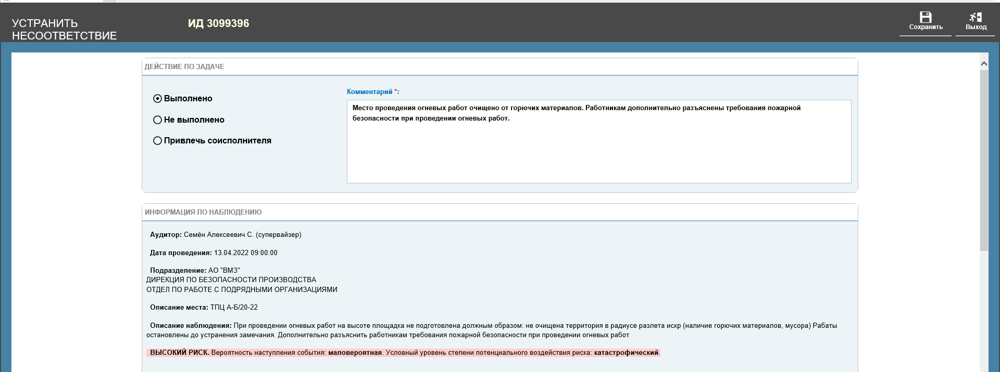 УСТРАНИТЬ
НЕСООТВЕТСТВИЕ
ИД 3099396
Сохранить
Выход
ДЕЙСТВИЕ ПО ЗАДАЧЕ
Выполнено
Не выполнено
Привлечь соисполнителя
Комментарий *:
Место проведения огневых работ очищено от горючих материалов. Работникам дополнительно разъяснены требования пожарной
безопасности при проведении огневых работ.
ИНФОРМАЦИЯ ПО НАБЛЮДЕНИЮ
Аудитор: Семён Алексеевич С. (супервайзер)
Дата проведения: 13.04.2022 09:00:00
Подразделение: АО "ВМЗ"
ДИРЕКЦИЯ ПО БЕЗОПАСНОСТИ ПРОИЗВОДСТВА
ОТДЕЛ ПО РАБОТЕ С ПОДРЯДНЫМИ ОРГАНИЗАЦИЯМИ
Описание места: ТПЦ А-Б/20-22
Описание наблюдения: При проведении огневых работ на высоте площадка не подготовлена должным образом: не очищена территория в радиусе разлета искр (наличие горючих материалов, мусора) Рабаты
остановлены до устранения замечания. Дополнительно разъяснить работникам требования пожарной безопасности при проведении огневых работ
ВЫСОКИЙ РИСК. Вероятность наступления события: маловероятная. Условный уровень степени потенциального воздействия риска: катастрофический.